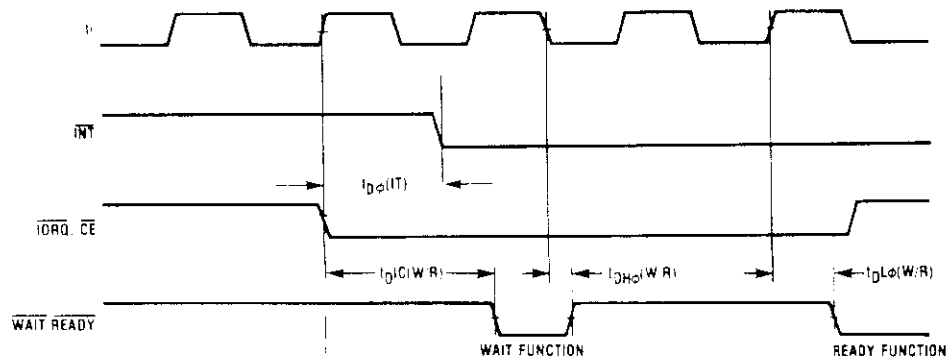 INT
tDφ(IT)
IORQ, CE
tDIC(W/R)
tDHφ(W/R)
tDLφ(W/R)
WAIT READY
WAIT FUNCTION
READY FUNCTION